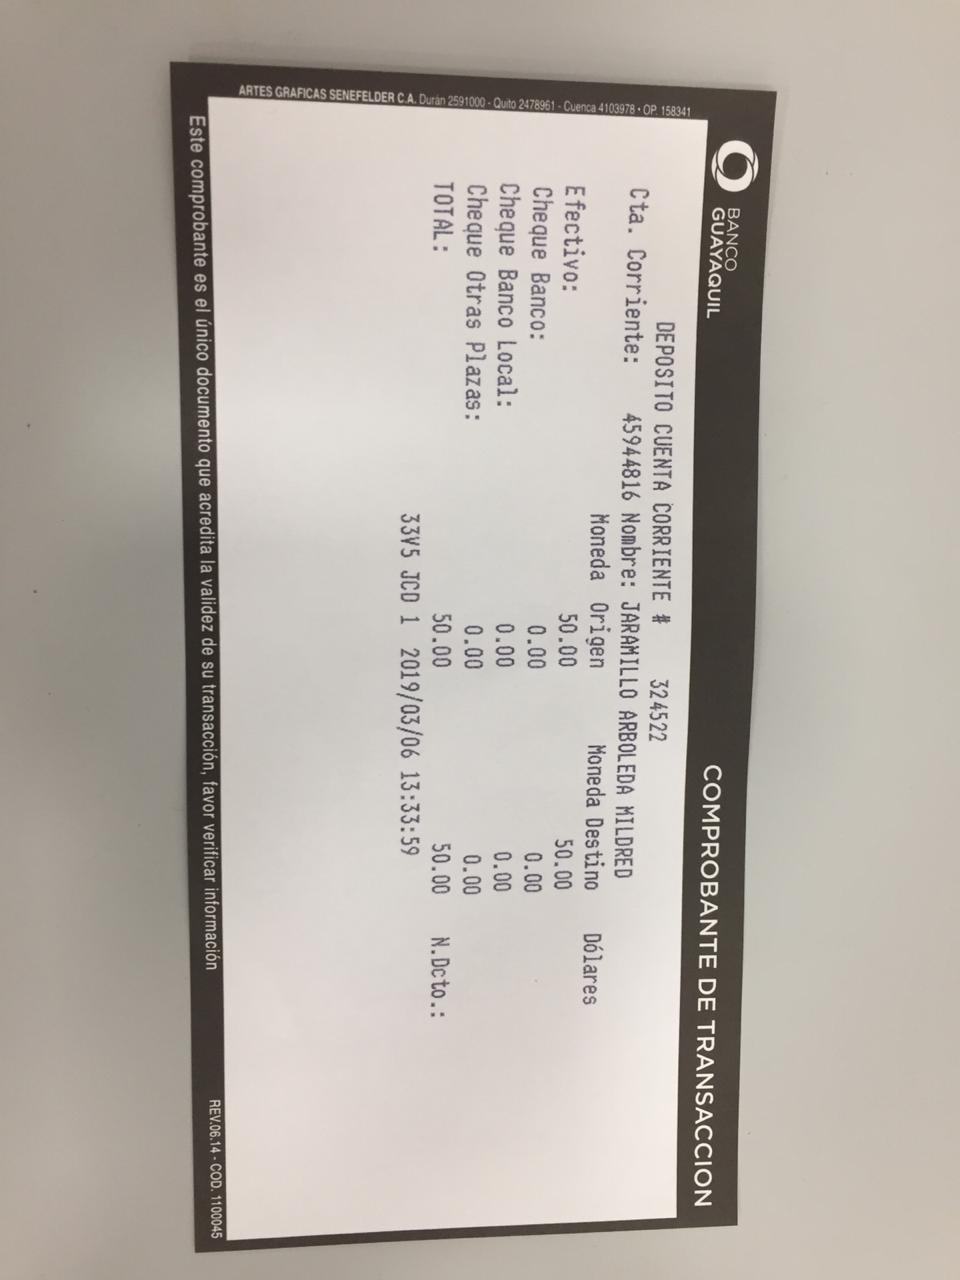 BANCO
GUAYAQUIL
COMPROBANTE DE TRANSACCION
DEPOSITO CUENTA CORRIENTE # 324522
Cta. Corriente: 45944816 Nombre: JARAMILLO ARBOLEDA MILDRED
Moneda Origen Moneda Destino Dólares
Efectivo: 50.00 50.00
Cheque Banco: 0.00 0.00
Cheque Banco Local: 0.00 0.00
Cheque Otras Plazas: 0.00 0.00
TOTAL: 50.00 50.00 N.Dcto.:
33V5 JCD 1 2019/03/06 13:33:59
Este comprobante es el único documento que acredita la validez de su transacción, favor verificar información
REV.06.14 - COD. 1100045
ARTES GRAFICAS SENEFELDER C.A. Durán 2591000 - Quito 2478961 - Cuenca 4103978 • OP. 158341